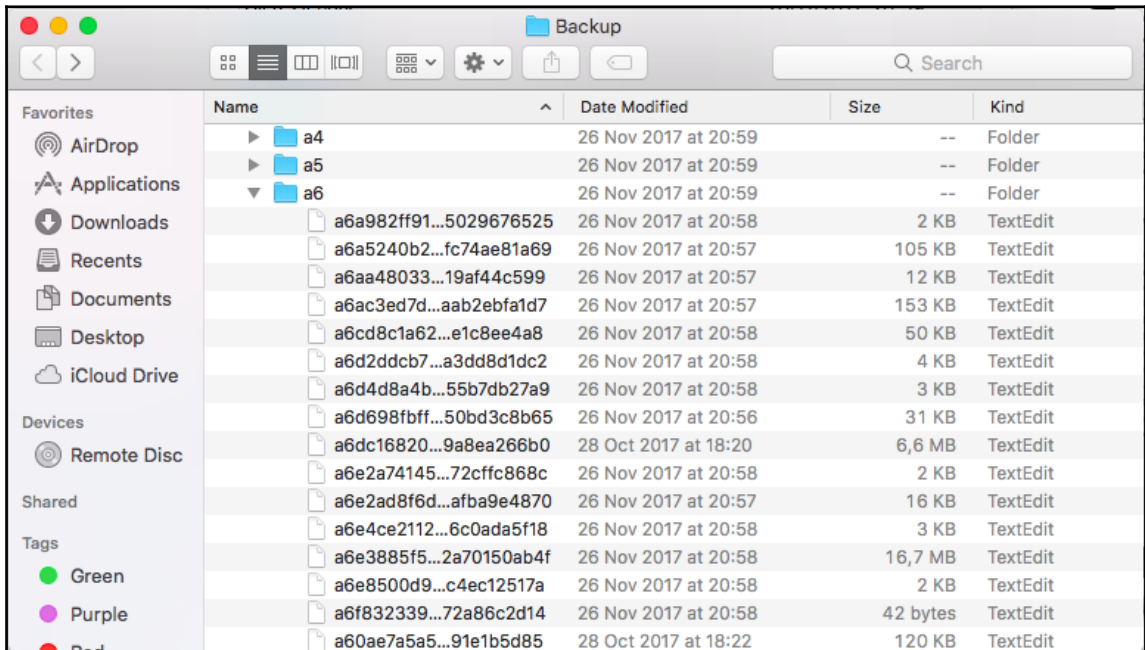 Backup
Search
Favorites
AirDrop
Applications
Downloads
Recents
Documents
Desktop
iCloud Drive
Devices
Remote Disc
Shared
Tags
Green
Purple
Red
Name Date Modified Size Kind
a4 26 Nov 2017 at 20:59 -- Folder
a5 26 Nov 2017 at 20:59 -- Folder
a6 26 Nov 2017 at 20:59 -- Folder
a6a982ff91...5029676525 26 Nov 2017 at 20:58 2 KB TextEdit
a6a5240b2...fc74ae81a69 26 Nov 2017 at 20:57 105 KB TextEdit
a6aa48033...19af44c599 26 Nov 2017 at 20:57 12 KB TextEdit
a6ac3ed7d...aab2ebfa1d7 26 Nov 2017 at 20:57 153 KB TextEdit
a6cd8c1a62...e1c8ee4a8 26 Nov 2017 at 20:58 50 KB TextEdit
a6d2ddcb7...a3dd8d1dc2 26 Nov 2017 at 20:58 4 KB TextEdit
a6d4d8a4b...55b7db27a9 26 Nov 2017 at 20:58 3 KB TextEdit
a6d698fbff...50bd3c8b65 26 Nov 2017 at 20:56 31 KB TextEdit
a6dc16820...9a8ea266b0 28 Oct 2017 at 18:20 6,6 MB TextEdit
a6e2a74145...72cffc868c 26 Nov 2017 at 20:58 2 KB TextEdit
a6e2ad8f6d...afba9e4870 26 Nov 2017 at 20:57 16 KB TextEdit
a6e4ce2112...6c0ada5f18 26 Nov 2017 at 20:58 3 KB TextEdit
a6e3885f5...2a70150ab4f 26 Nov 2017 at 20:58 16,7 MB TextEdit
a6e8500d9...c4ec12517a 26 Nov 2017 at 20:58 2 KB TextEdit
a6f832339...72a86c2d14 26 Nov 2017 at 20:58 42 bytes TextEdit
a60ae7a5a5...91e1b5d85 28 Oct 2017 at 18:22 120 KB TextEdit